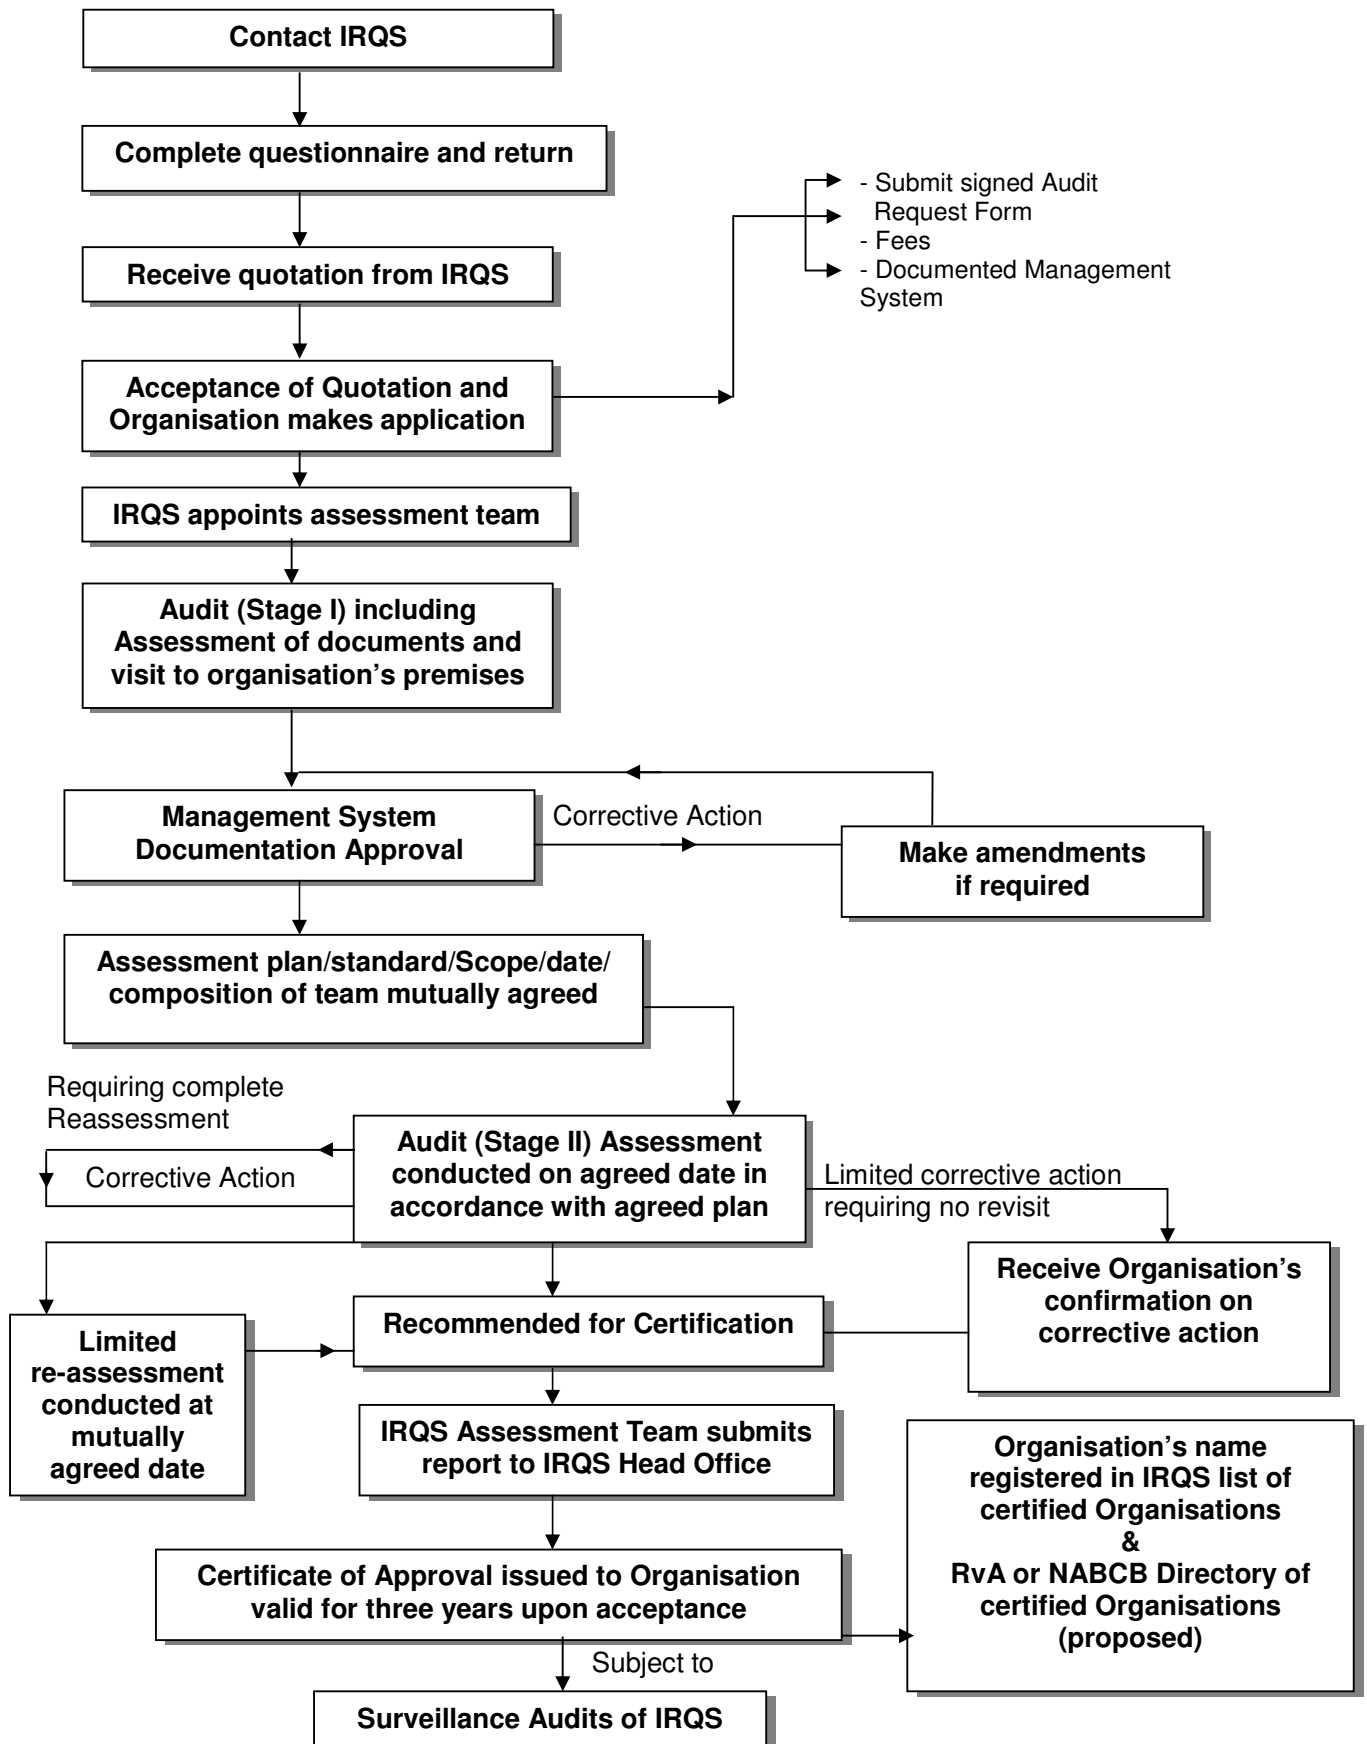 Contact IRQS
Complete questionnaire and return
- Submit signed Audit
Request Form
- Fees
- Documented Management
System
Receive quotation from IRQS
Acceptance of Quotation and
Organisation makes application
IRQS appoints assessment team
Audit (Stage I) including
Assessment of documents and
visit to organisation’s premises
Management System
Documentation Approval
Corrective Action
Make amendments
if required
Assessment plan/standard/Scope/date/
composition of team mutually agreed
Requiring complete
Reassessment
Corrective Action
Audit (Stage II) Assessment
conducted on agreed date in
accordance with agreed plan
Limited corrective action
requiring no revisit
Receive Organisation’s
confirmation on
corrective action
Recommended for Certification
Limited
re-assessment
conducted at
mutually
agreed date
IRQS Assessment Team submits
report to IRQS Head Office
Organisation’s name
registered in IRQS list of
certified Organisations
&
RvA or NABCB Directory of
certified Organisations
(proposed)
Certificate of Approval issued to Organisation
valid for three years upon acceptance
Subject to
Surveillance Audits of IRQS